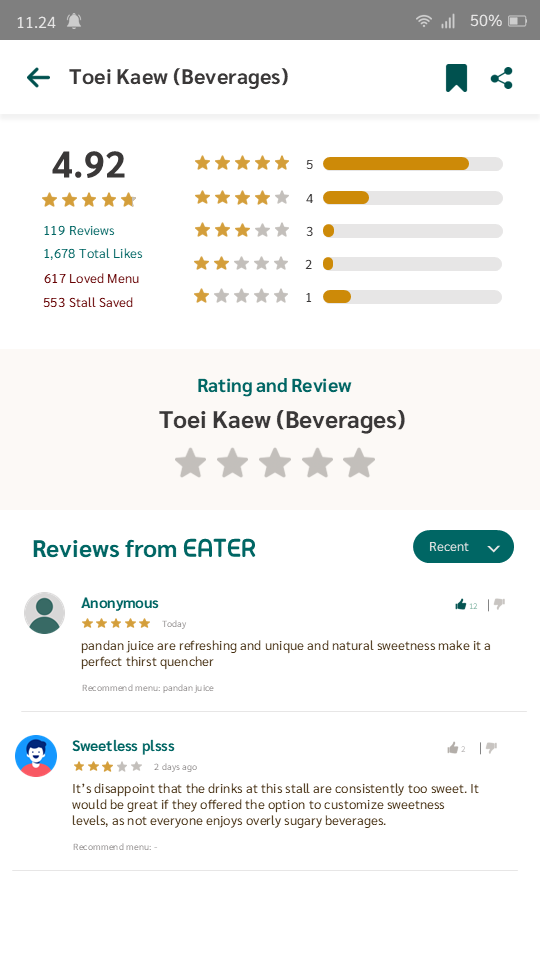 11.24
50%
Toei Kaew (Beverages)
4.92
119 Reviews
1,678 Total Likes
617 Loved Menu
553 Stall Saved
5
4
3
2
1
Rating and Review
Toei Kaew (Beverages)
Reviews from EATER
Recent
Anonymous
12
Today
pandan juice are refreshing and unique and natural sweetness make it a
perfect thirst quencher
Recommend menu: pandan juice
Sweetless plsss
2
2 days ago
It's disappoint that the drinks at this stall are consistently too sweet. It
would be great if they offered the option to customize sweetness
levels, as not everyone enjoys overly sugary beverages.
Recommend menu: -